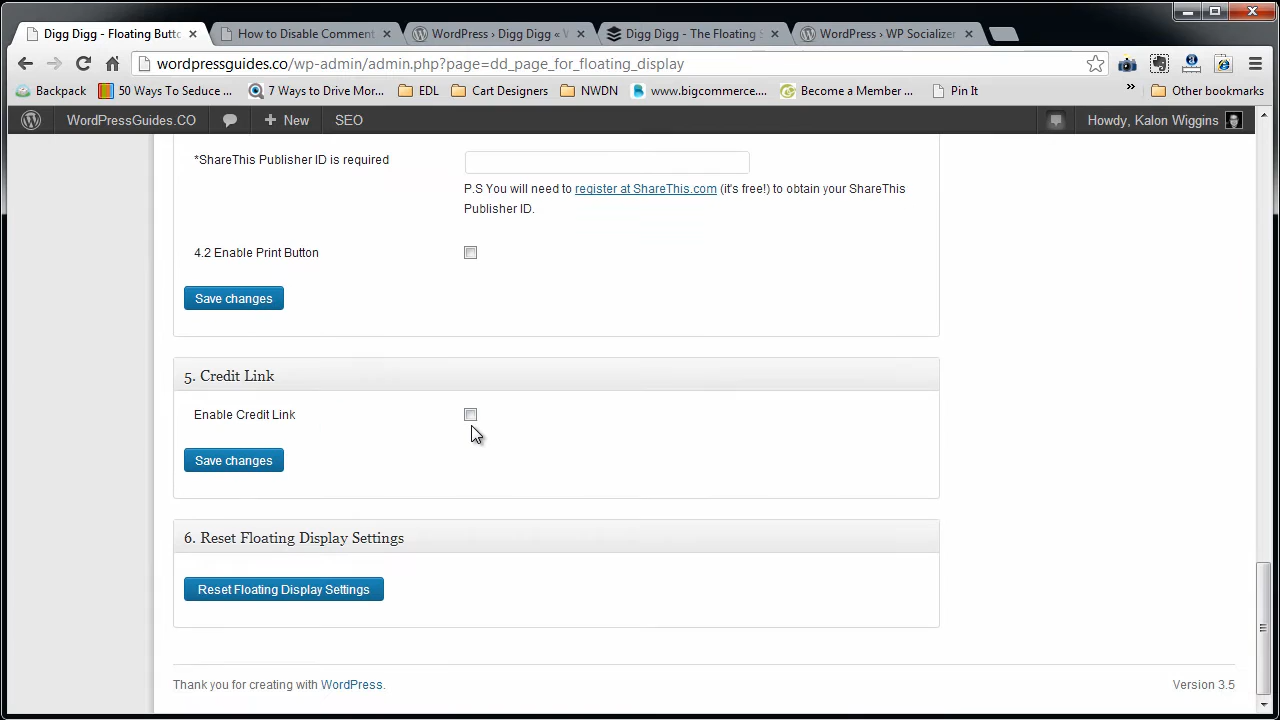 Digg Digg - Floating Butto
How to Disable Comment
WordPress › Digg Digg « W
Digg Digg - The Floating S
WordPress › WP Socializer
wordpressguides.co/wp-admin/admin.php?page=dd_page_for_floating_display
Backpack
50 Ways To Seduce ...
7 Ways to Drive Mor...
EDL
Cart Designers
NWDN
www.bigcommerce....
Become a Member ...
Pin It
»
Other bookmarks
WordPressGuides.CO
+ New
SEO
Howdy, Kalon Wiggins
*ShareThis Publisher ID is required
P.S You will need to register at ShareThis.com (it's free!) to obtain your ShareThis
Publisher ID.
4.2 Enable Print Button
Save changes
5. Credit Link
Enable Credit Link
Save changes
6. Reset Floating Display Settings
Reset Floating Display Settings
Thank you for creating with WordPress.
Version 3.5